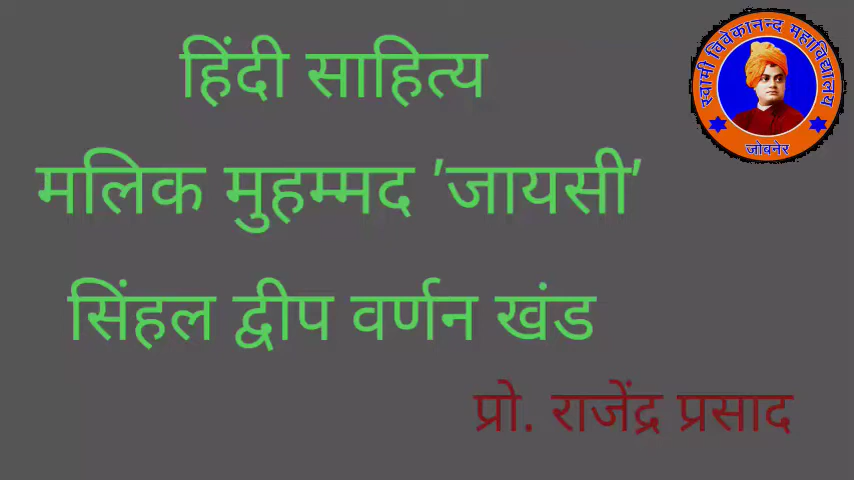 हिंदी साहित्य
स्वामी विवेकानन्द महाविद्यालय
जोबनेर
मलिक मुहम्मद 'जायसी'
सिंहल द्वीप वर्णन खंड
प्रो. राजेंद्र प्रसाद